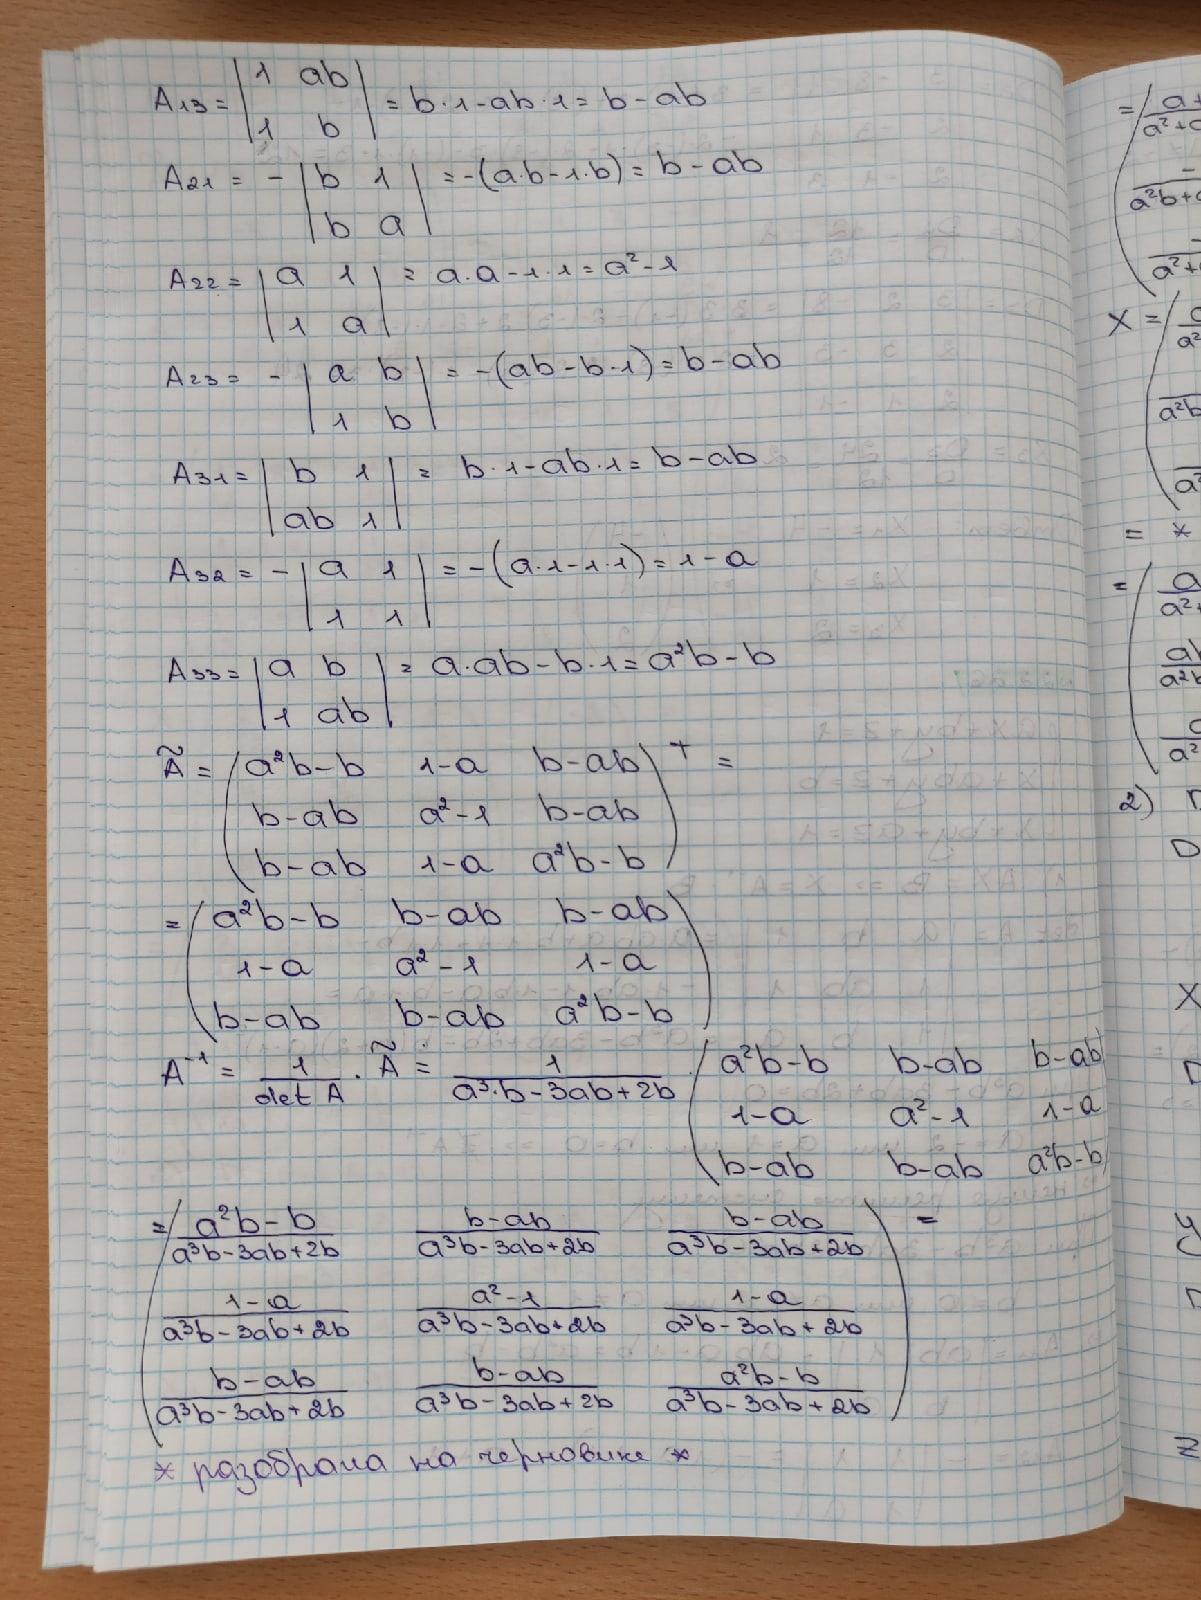 A₁₃ = | 1 ab | = b·1-ab·1 = b-ab
| 1 b |
A₂₁ = - | b 1 | = -(a·b-1·b) = b-ab
| b a |
A₂₂ = | a 1 | = a·a-1·1 = a²-1
| 1 a |
A₂₃ = - | a b | = -(ab-b·1) = b-ab
| 1 b |
A₃₁ = | b 1 | = b·1-ab·1 = b-ab
| ab 1 |
A₃₂ = - | a 1 | = -(a·1-1·1) = 1-a
| 1 1 |
A₃₃ = | a b | = a·ab-b·1 = a²b-b
| 1 ab |
Ã = ( a²b-b 1-a b-ab )ᵀ =
b-ab a²-1 b-ab
b-ab 1-a a²b-b
= ( a²b-b b-ab b-ab )
1-a a²-1 1-a
b-ab b-ab a²b-b
A⁻¹ = 1/det A · Ã = 1/(a³·b-3ab+2b) · ( a²b-b b-ab b-ab )
1-a a²-1 1-a
b-ab b-ab a²b-b
= ( (a²b-b)/(a³b-3ab+2b) (b-ab)/(a³b-3ab+2b) (b-ab)/(a³b-3ab+2b) ) =
(1-a)/(a³b-3ab+2b) (a²-1)/(a³b-3ab+2b) (1-a)/(a³b-3ab+2b)
(b-ab)/(a³b-3ab+2b) (b-ab)/(a³b-3ab+2b) (a²b-b)/(a³b-3ab+2b)
* разобрала на черновике *
X =
= *
2)
D
X
y
z